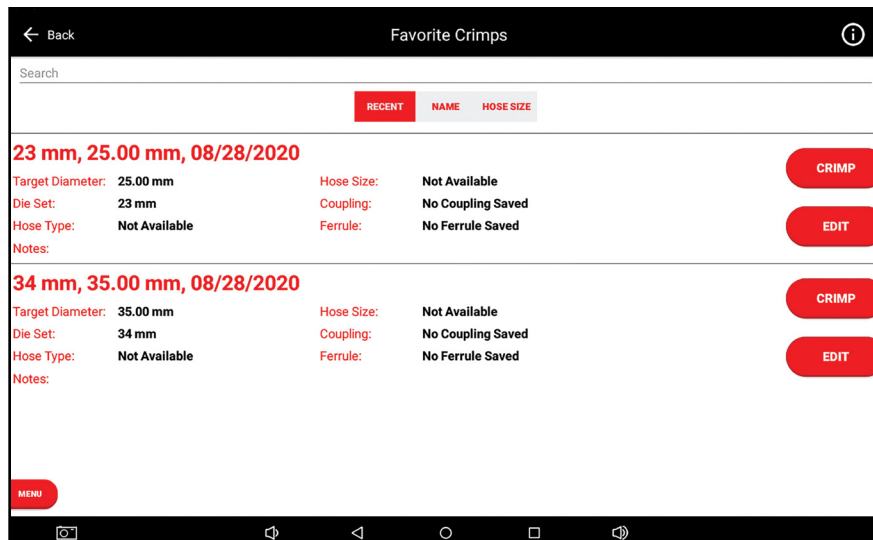 Back Favorite Crimps
Search
RECENT NAME HOSE SIZE
23 mm, 25.00 mm, 08/28/2020
Target Diameter: 25.00 mm Hose Size: Not Available
CRIMP
Die Set: 23 mm Coupling: No Coupling Saved
Hose Type: Not Available Ferrule: No Ferrule Saved
EDIT
Notes:
34 mm, 35.00 mm, 08/28/2020
Target Diameter: 35.00 mm Hose Size: Not Available
CRIMP
Die Set: 34 mm Coupling: No Coupling Saved
Hose Type: Not Available Ferrule: No Ferrule Saved
EDIT
Notes:
MENU